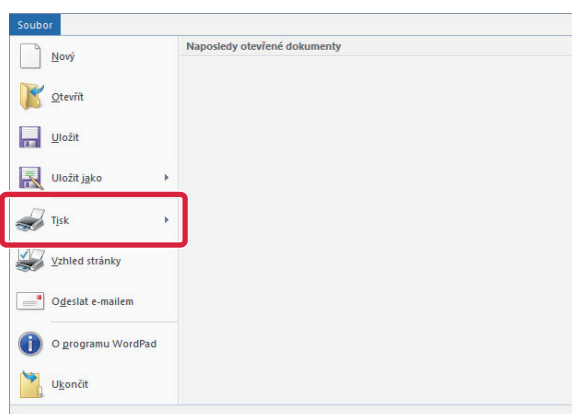 Soubor
Naposledy otevřené dokumenty
Nový
Otevřít
Uložit
Uložit jako
Tisk
Vzhled stránky
Odeslat e-mailem
O programu WordPad
Ukončit